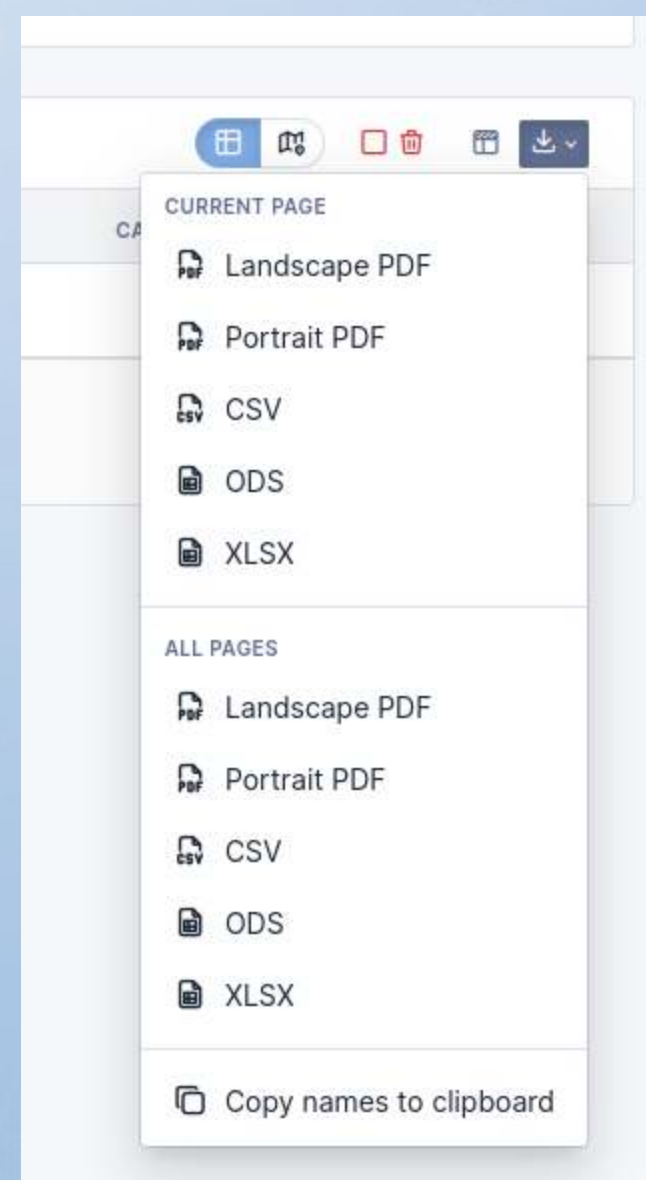 CURRENT PAGE
Landscape PDF
Portrait PDF
CSV
ODS
XLSX
ALL PAGES
Landscape PDF
Portrait PDF
CSV
ODS
XLSX
Copy names to clipboard